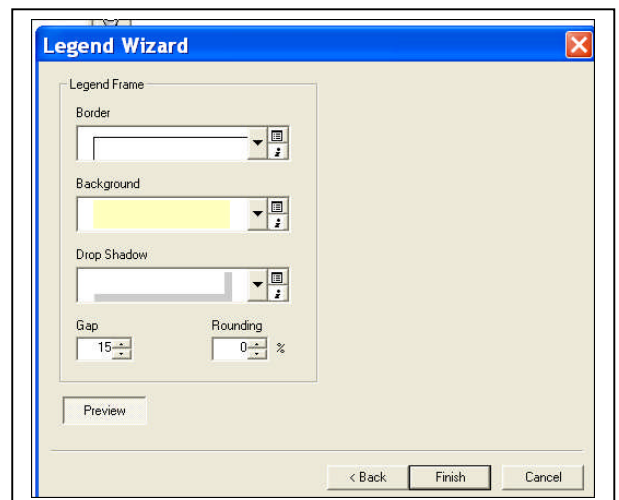 Legend Wizard
Legend Frame
Border
Background
Drop Shadow
Gap Rounding
15 0 %
Preview
< Back Finish Cancel